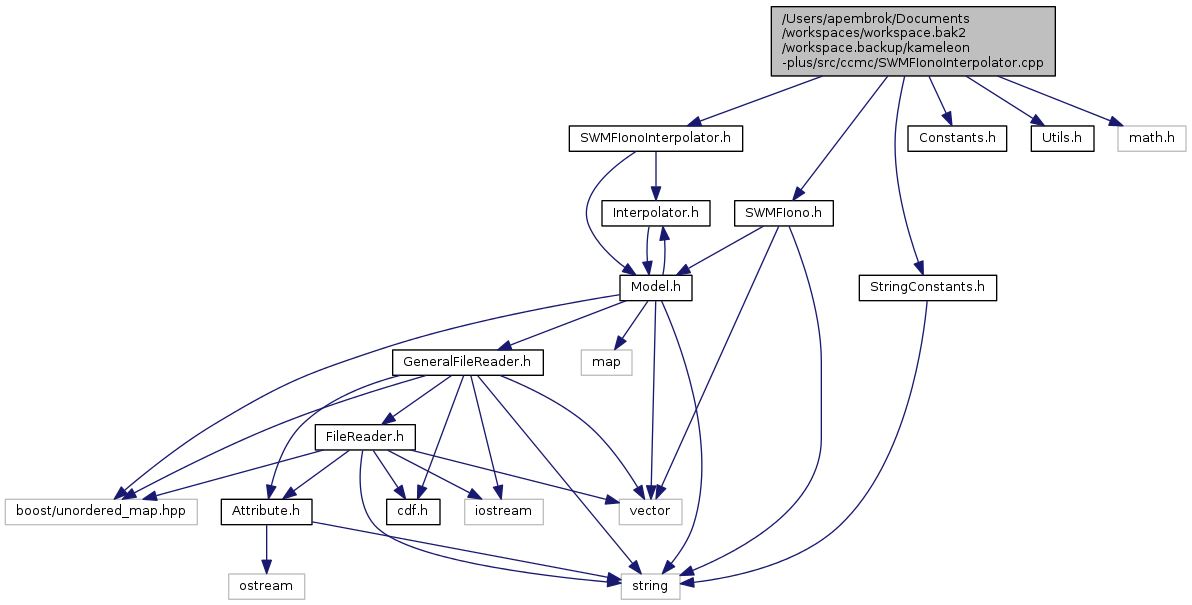 /Users/apembrok/Documents
/workspaces/workspace.bak2
/workspace.backup/kameleon
-plus/src/ccmc/SWMFIonoInterpolator.cpp
SWMFIonoInterpolator.h
Constants.h
Utils.h
math.h
Interpolator.h
SWMFIono.h
Model.h
StringConstants.h
GeneralFileReader.h
map
FileReader.h
boost/unordered_map.hpp
Attribute.h
cdf.h
iostream
vector
ostream
string